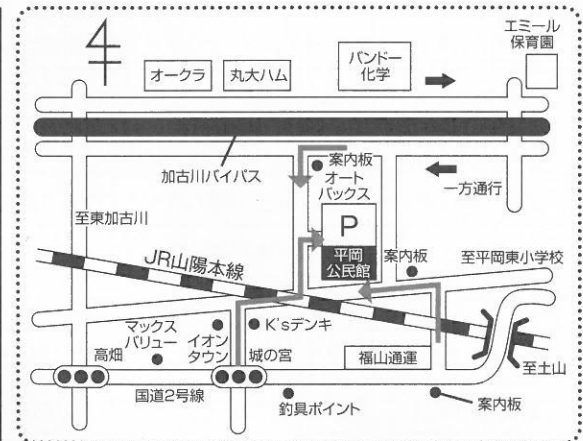 エミール
保育園
オークラ
丸大ハム
バンドー
化学
加古川バイパス
案内板
オート
バックス
一方通行
至東加古川
P
平岡
公民館
案内板
至平岡東小学校
JR山陽本線
マックス
バリュー
イオン
タウン
K'sデンキ
高畑
城の宮
福山通運
至土山
国道2号線
釣具ポイント
案内板